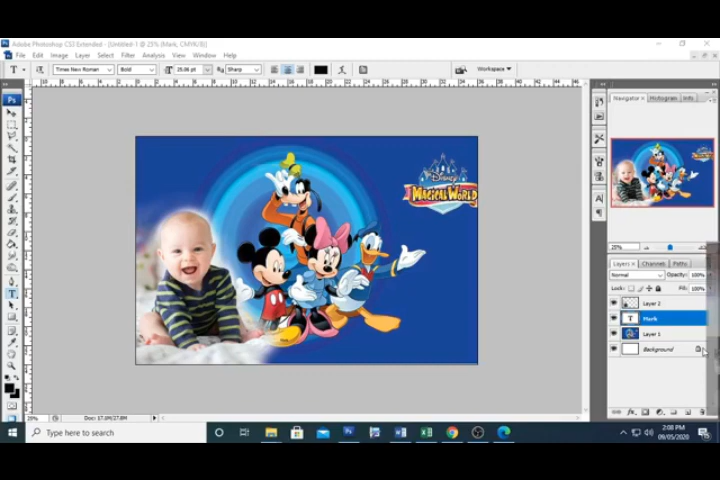 Adobe Photoshop CS3 Extended - [Untitled-1 @ 25% (Mark, CMYK/8)]
File Edit Image Layer Select Filter Analysis View Window Help
Times New Roman Bold 25.06 pt Sharp Workspace
Navigator Histogram Info
Disney
MAGICAL WORLD
25%
Layers Channels Paths
Normal Opacity: 100%
Lock: Fill: 100%
Layer 2
Mark
Layer 1
Background
25% Doc: 17.0M/27.8M
Type here to search
2:08 PM
09/05/2020